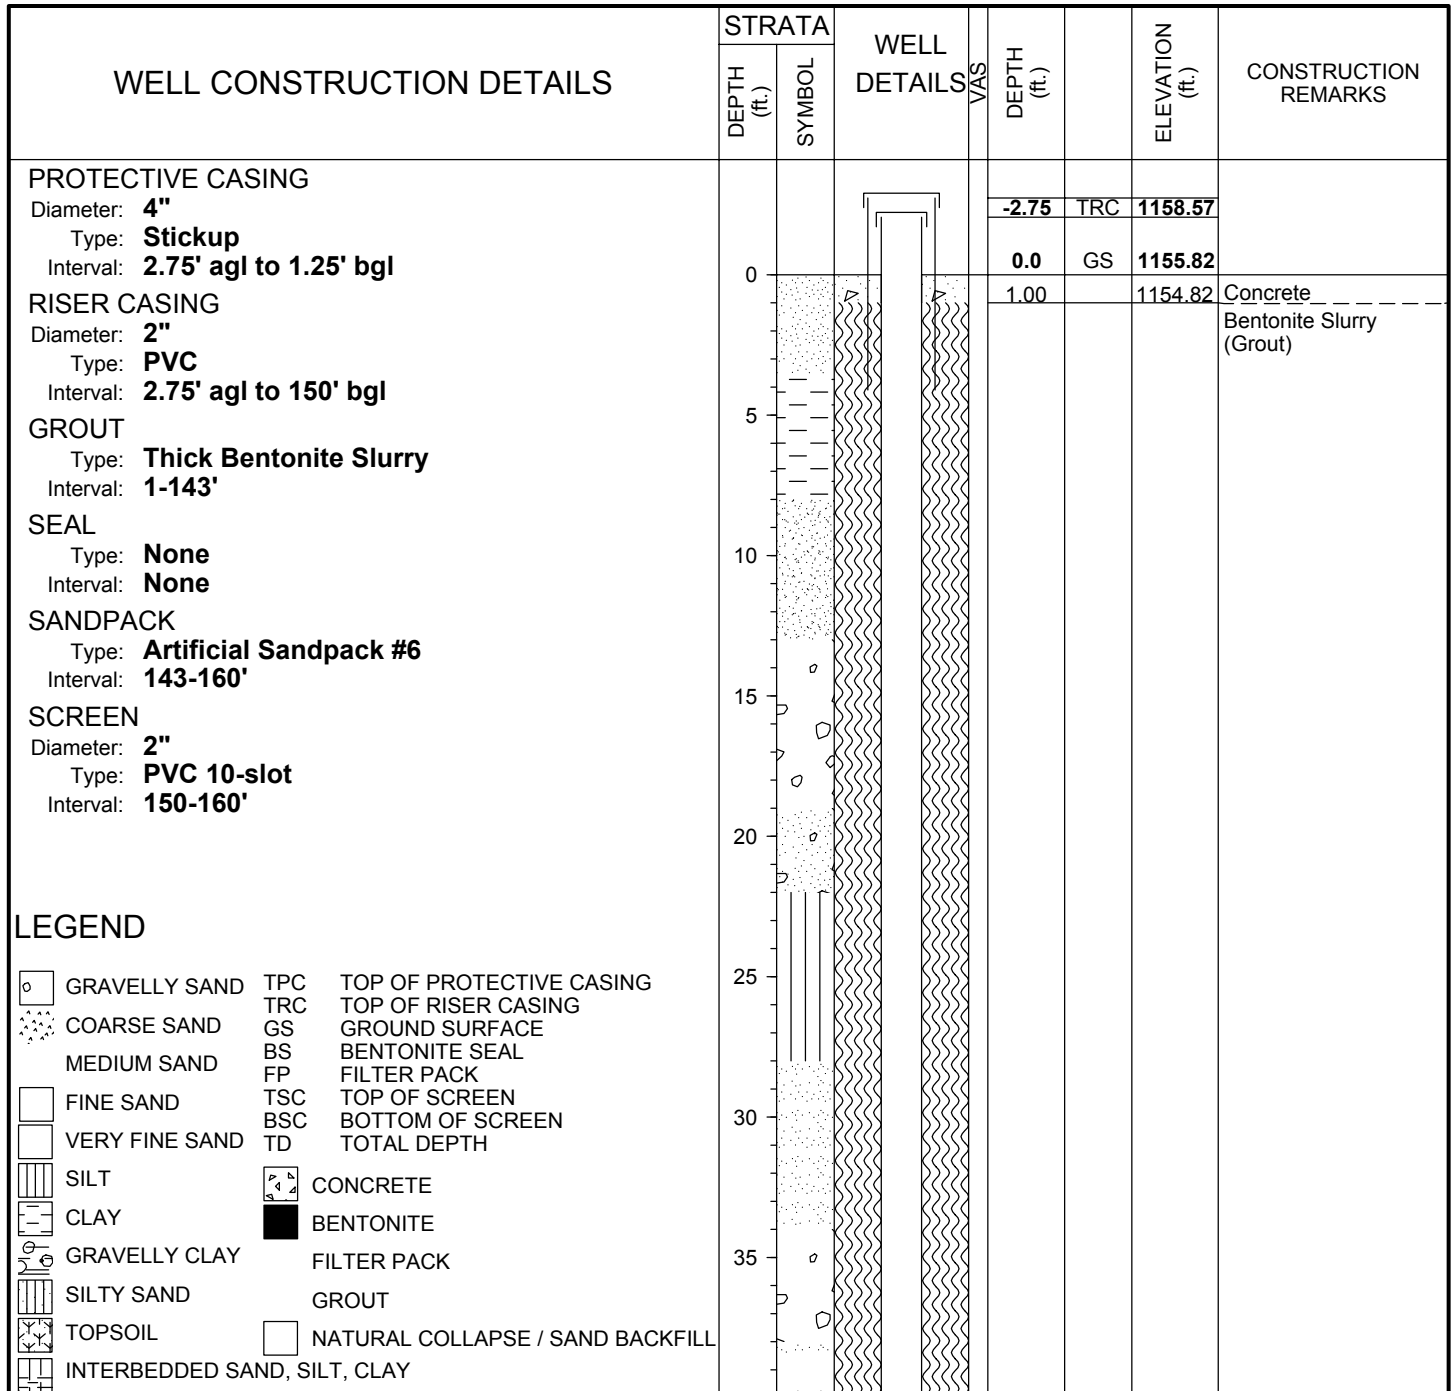 WELL CONSTRUCTION DETAILS
STRATA
DEPTH (ft.)
SYMBOL
WELL DETAILS
VAS
DEPTH (ft.)
ELEVATION (ft.)
CONSTRUCTION REMARKS
PROTECTIVE CASING
Diameter: 4"
Type: Stickup
Interval: 2.75' agl to 1.25' bgl
RISER CASING
Diameter: 2"
Type: PVC
Interval: 2.75' agl to 150' bgl
GROUT
Type: Thick Bentonite Slurry
Interval: 1-143'
SEAL
Type: None
Interval: None
SANDPACK
Type: Artificial Sandpack #6
Interval: 143-160'
SCREEN
Diameter: 2"
Type: PVC 10-slot
Interval: 150-160'
LEGEND
GRAVELLY SAND
COARSE SAND
MEDIUM SAND
FINE SAND
VERY FINE SAND
SILT
CLAY
GRAVELLY CLAY
SILTY SAND
TOPSOIL
INTERBEDDED SAND, SILT, CLAY
TPC TOP OF PROTECTIVE CASING
TRC TOP OF RISER CASING
GS GROUND SURFACE
BS BENTONITE SEAL
FP FILTER PACK
TSC TOP OF SCREEN
BSC BOTTOM OF SCREEN
TD TOTAL DEPTH
CONCRETE
BENTONITE
FILTER PACK
GROUT
NATURAL COLLAPSE / SAND BACKFILL
0
5
10
15
20
25
30
35
-2.75 TRC 1158.57
0.0 GS 1155.82
1.00 1154.82 Concrete
Bentonite Slurry
(Grout)